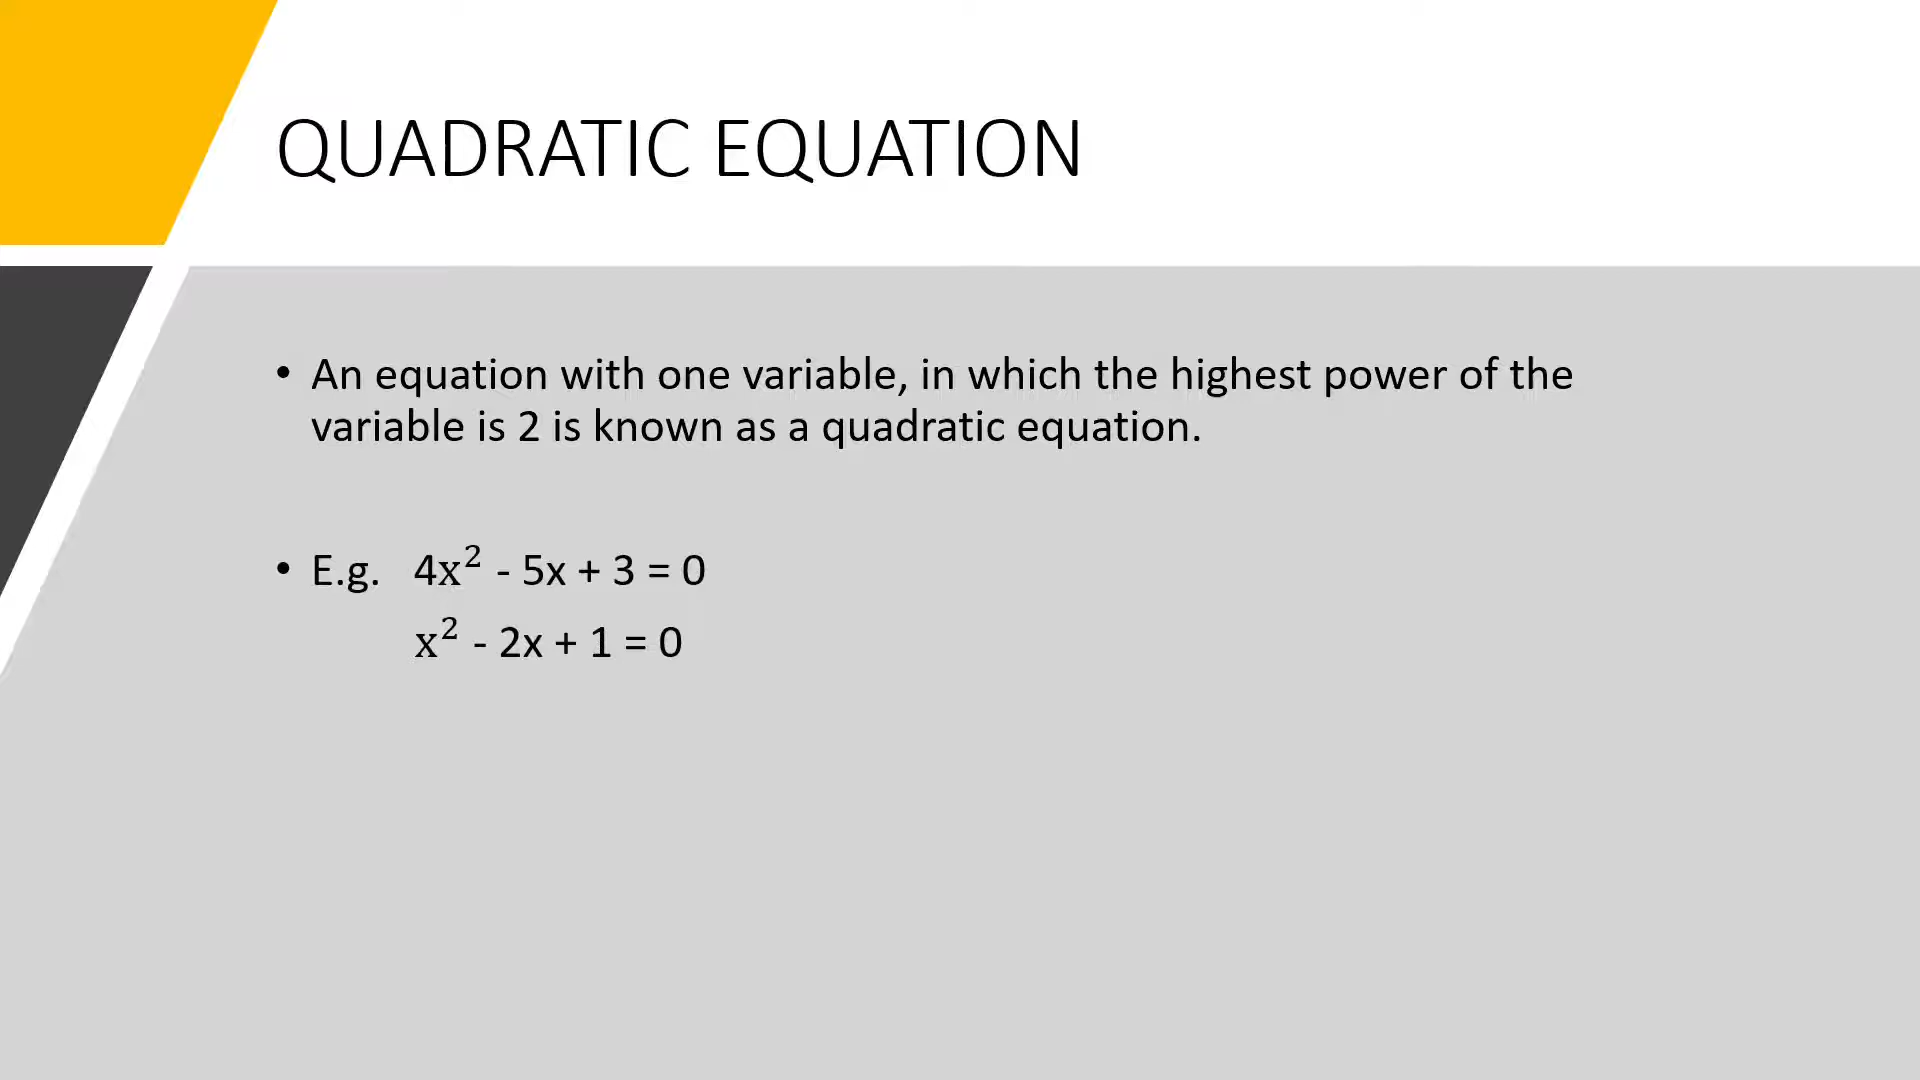 QUADRATIC EQUATION
• An equation with one variable, in which the highest power of the
variable is 2 is known as a quadratic equation.
• E.g. 4x² - 5x + 3 = 0
x² - 2x + 1 = 0